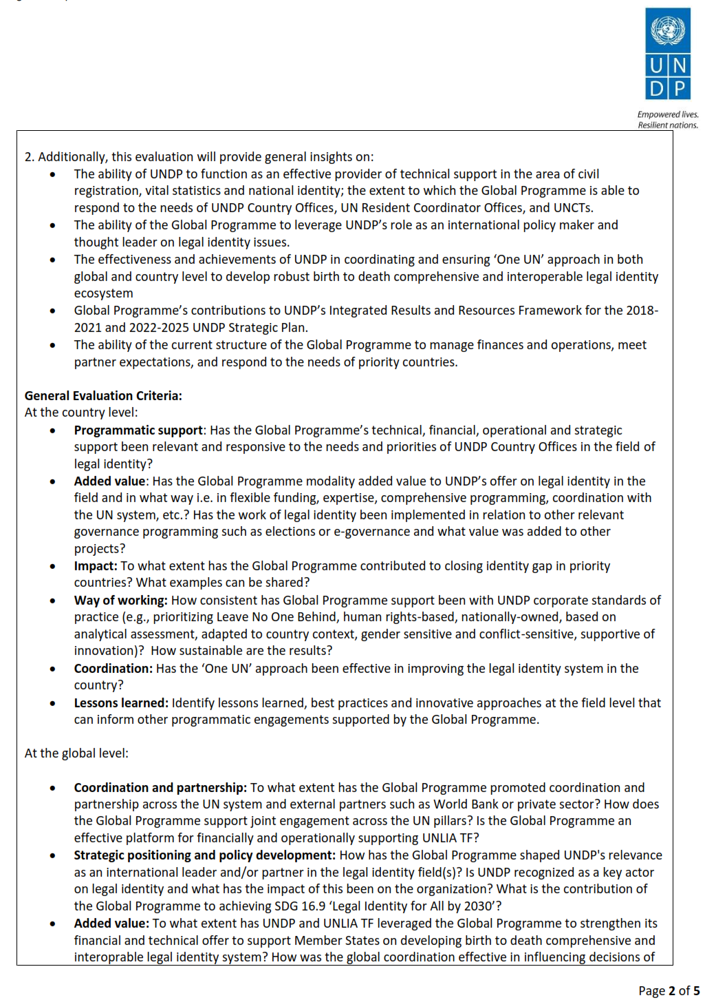 UN
DP
Empowered lives.
Resilient nations.
2. Additionally, this evaluation will provide general insights on:
• The ability of UNDP to function as an effective provider of technical support in the area of civil
registration, vital statistics and national identity; the extent to which the Global Programme is able to
respond to the needs of UNDP Country Offices, UN Resident Coordinator Offices, and UNCTs.
• The ability of the Global Programme to leverage UNDP’s role as an international policy maker and
thought leader on legal identity issues.
• The effectiveness and achievements of UNDP in coordinating and ensuring ‘One UN’ approach in both
global and country level to develop robust birth to death comprehensive and interoperable legal identity
ecosystem
• Global Programme’s contributions to UNDP’s Integrated Results and Resources Framework for the 2018-
2021 and 2022-2025 UNDP Strategic Plan.
• The ability of the current structure of the Global Programme to manage finances and operations, meet
partner expectations, and respond to the needs of priority countries.
General Evaluation Criteria:
At the country level:
• Programmatic support: Has the Global Programme’s technical, financial, operational and strategic
support been relevant and responsive to the needs and priorities of UNDP Country Offices in the field of
legal identity?
• Added value: Has the Global Programme modality added value to UNDP’s offer on legal identity in the
field and in what way i.e. in flexible funding, expertise, comprehensive programming, coordination with
the UN system, etc.? Has the work of legal identity been implemented in relation to other relevant
governance programming such as elections or e-governance and what value was added to other
projects?
• Impact: To what extent has the Global Programme contributed to closing identity gap in priority
countries? What examples can be shared?
• Way of working: How consistent has Global Programme support been with UNDP corporate standards of
practice (e.g., prioritizing Leave No One Behind, human rights-based, nationally-owned, based on
analytical assessment, adapted to country context, gender sensitive and conflict-sensitive, supportive of
innovation)?  How sustainable are the results?
• Coordination: Has the ‘One UN’ approach been effective in improving the legal identity system in the
country?
• Lessons learned: Identify lessons learned, best practices and innovative approaches at the field level that
can inform other programmatic engagements supported by the Global Programme.
At the global level:
• Coordination and partnership: To what extent has the Global Programme promoted coordination and
partnership across the UN system and external partners such as World Bank or private sector? How does
the Global Programme support joint engagement across the UN pillars? Is the Global Programme an
effective platform for financially and operationally supporting UNLIA TF?
• Strategic positioning and policy development: How has the Global Programme shaped UNDP's relevance
as an international leader and/or partner in the legal identity field(s)? Is UNDP recognized as a key actor
on legal identity and what has the impact of this been on the organization? What is the contribution of
the Global Programme to achieving SDG 16.9 ‘Legal Identity for All by 2030’?
• Added value: To what extent has UNDP and UNLIA TF leveraged the Global Programme to strengthen its
financial and technical offer to support Member States on developing birth to death comprehensive and
interoprable legal identity system? How was the global coordination effective in influencing decisions of
Page 2 of 5